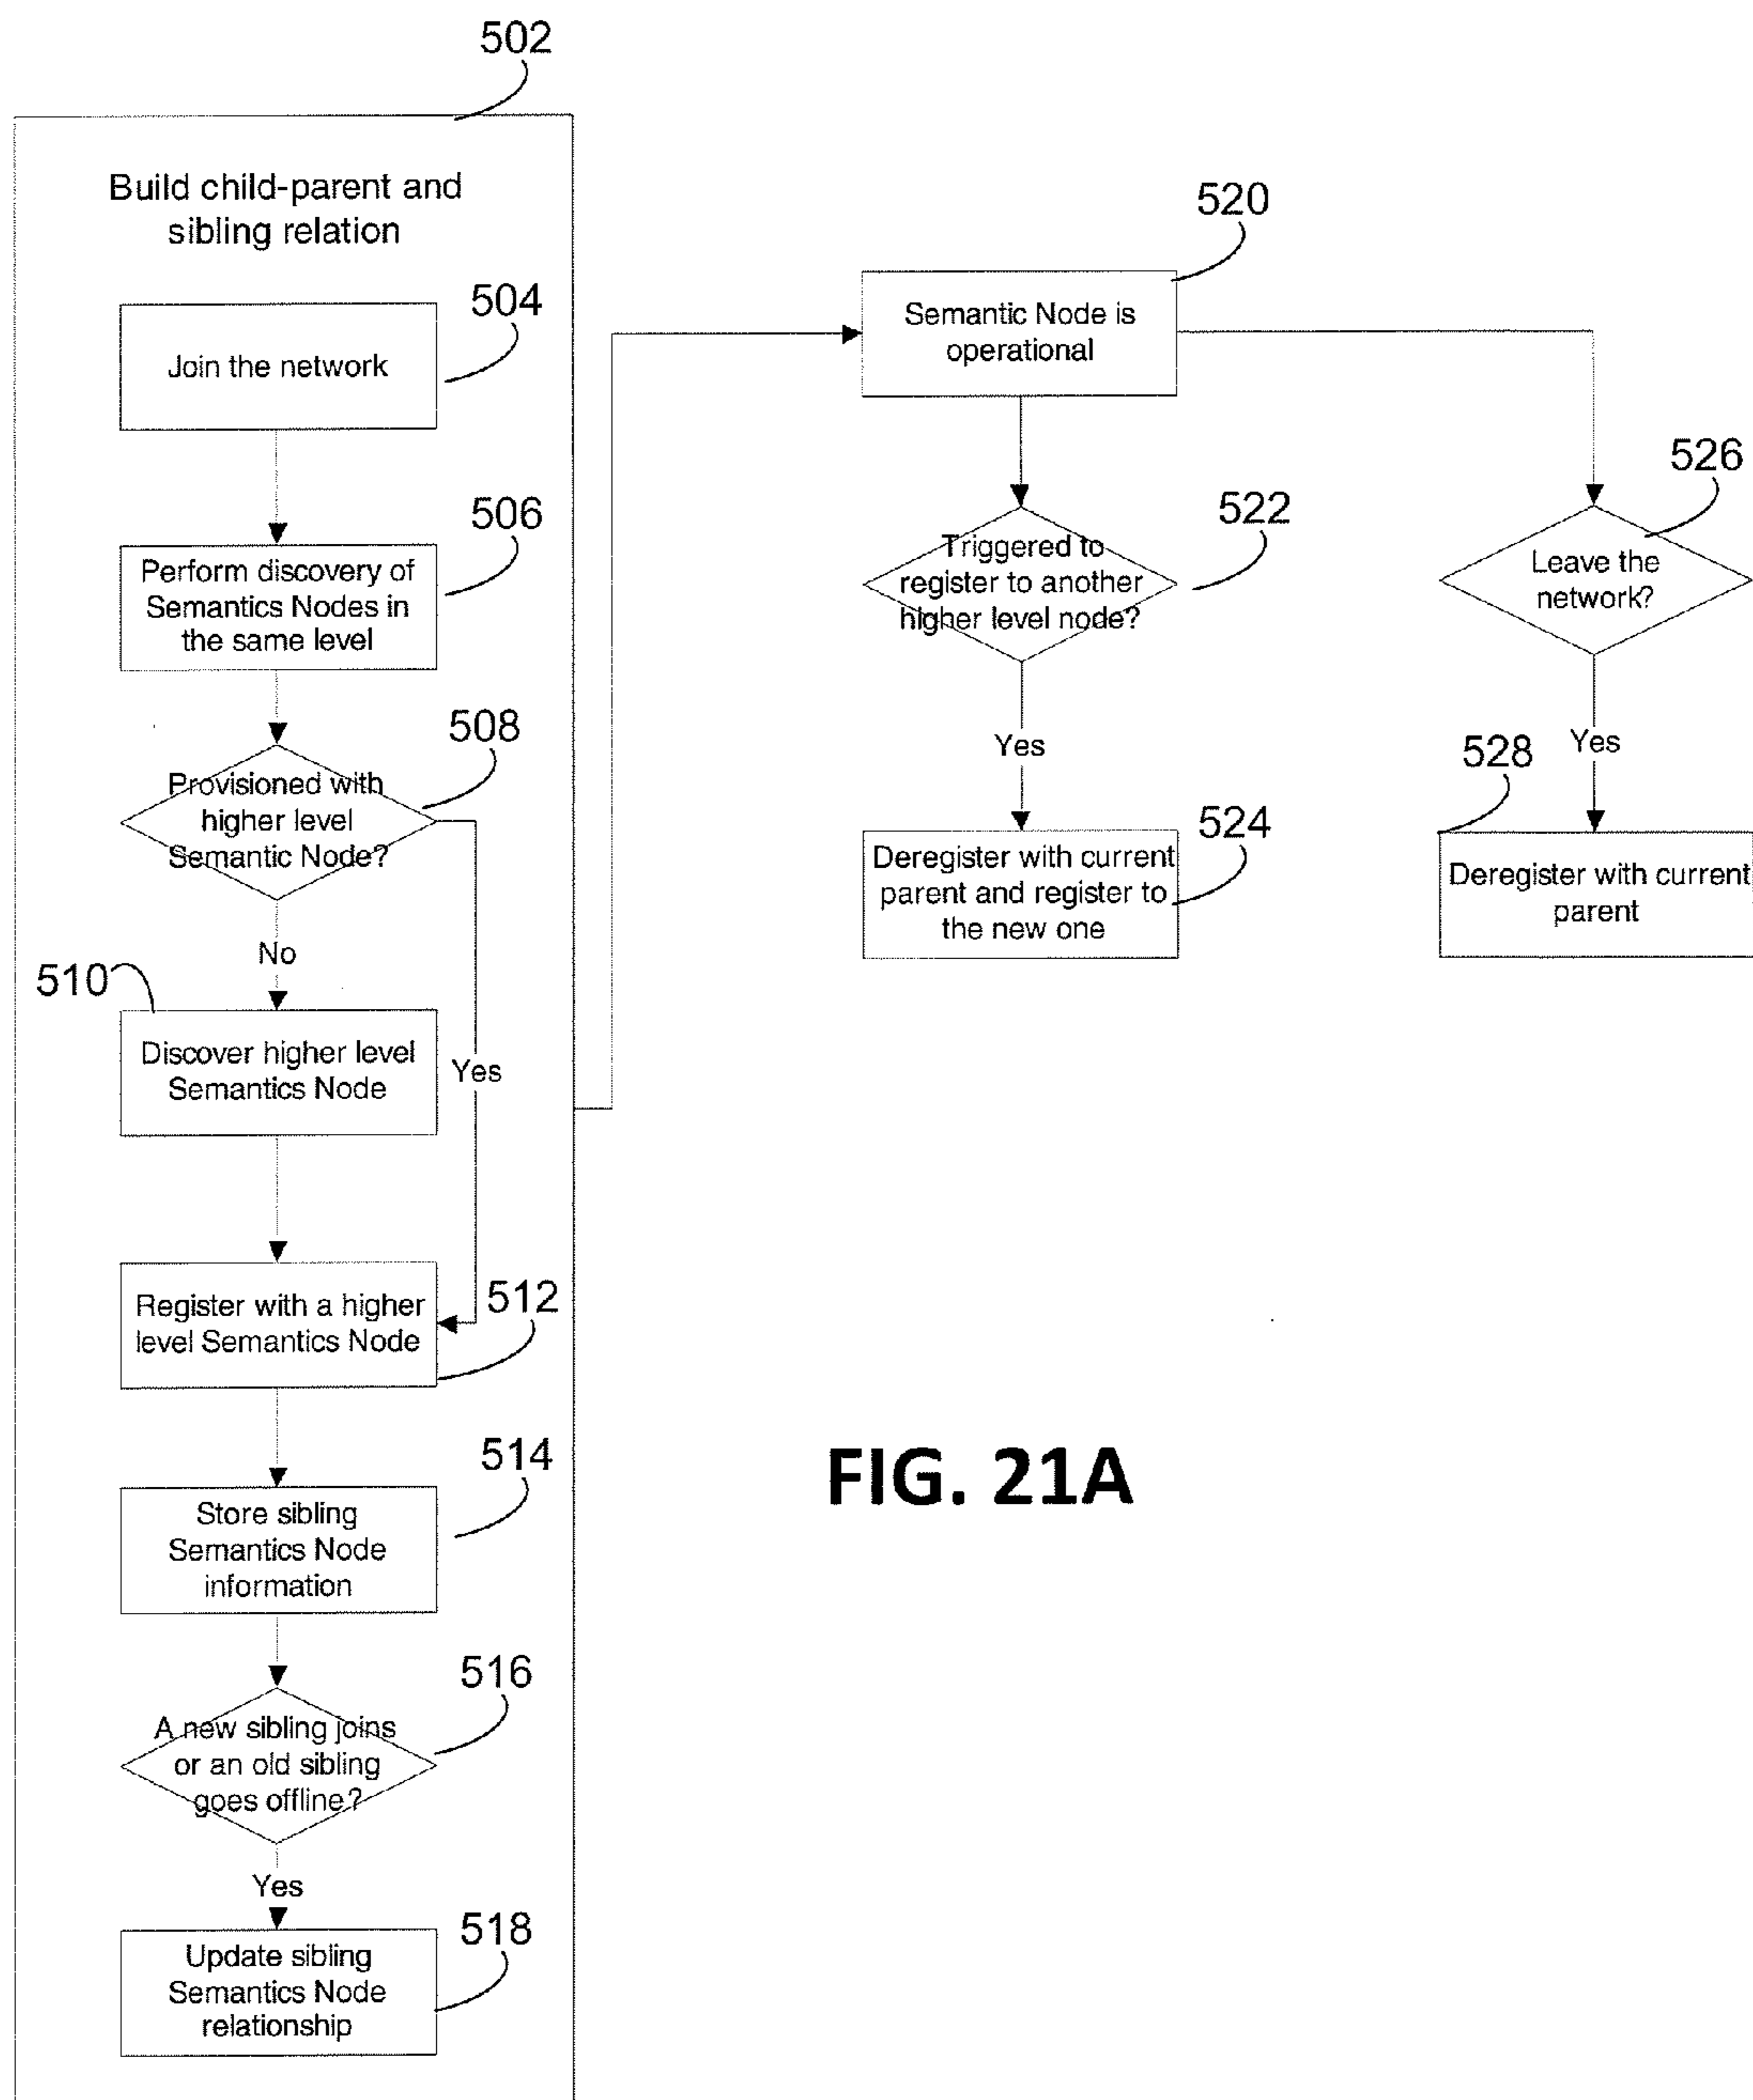 502
Build child-parent and
sibling relation
504
Join the network
506
Perform discovery of
Semantics Nodes in
the same level
508
Provisioned with
higher level
Semantic Node?
No
Yes
510
Discover higher level
Semantics Node
512
Register with a higher
level Semantics Node
514
Store sibling
Semantics Node
information
516
A new sibling joins
or an old sibling
goes offline?
Yes
518
Update sibling
Semantics Node
relationship
520
Semantic Node is
operational
522
Triggered to
register to another
higher level node?
Yes
524
Deregister with current
parent and register to
the new one
526
Leave the
network?
Yes
528
Deregister with current
parent
FIG. 21A